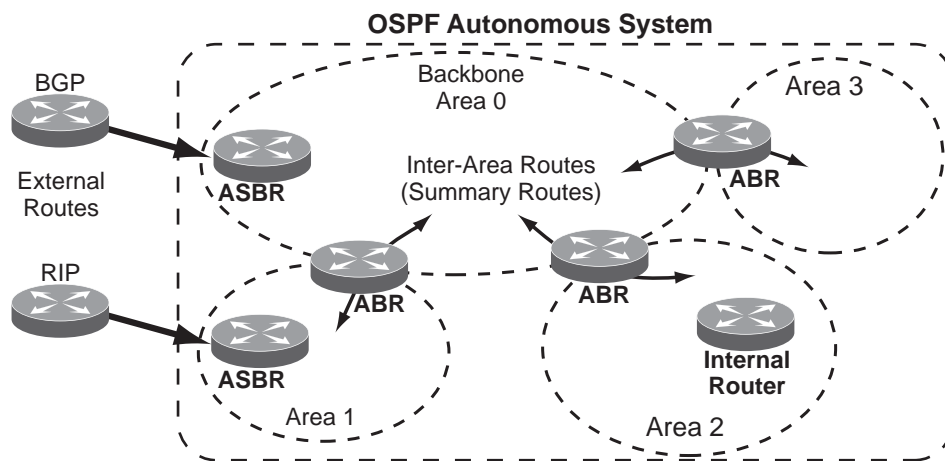 OSPF Autonomous System
BGP
Backbone
Area 0
Area 3
ASBR
External
Routes
Inter-Area Routes
(Summary Routes)
ABR
RIP
ABR
ABR
ASBR
Internal
Router
Area 1
Area 2